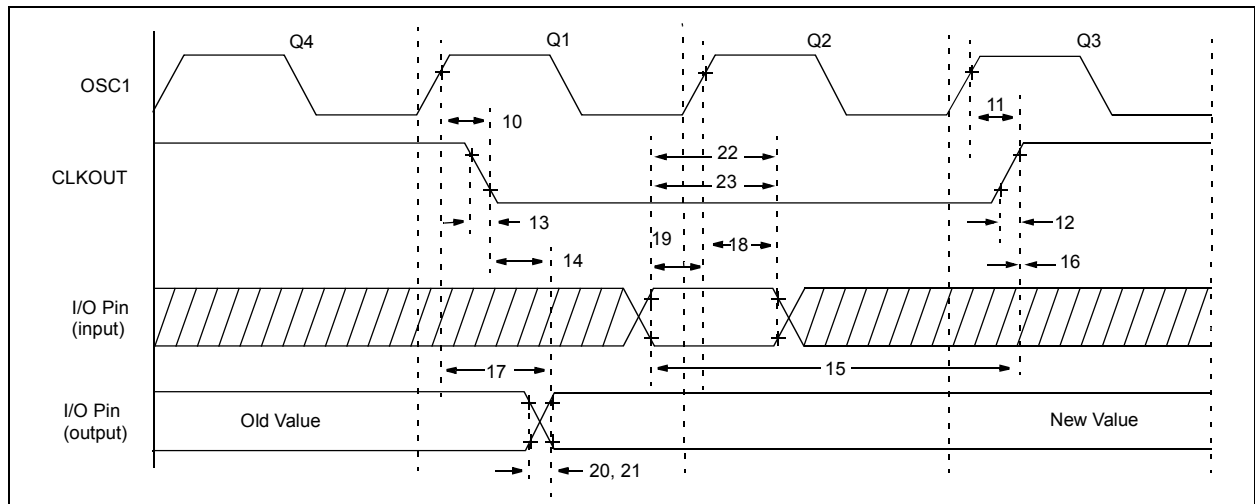 Q4 Q1 Q2 Q3
OSC1
10
11
CLKOUT
22
23
13
12
19
18
14
16
I/O Pin
(input)
17
15
I/O Pin
(output)
Old Value
New Value
20, 21